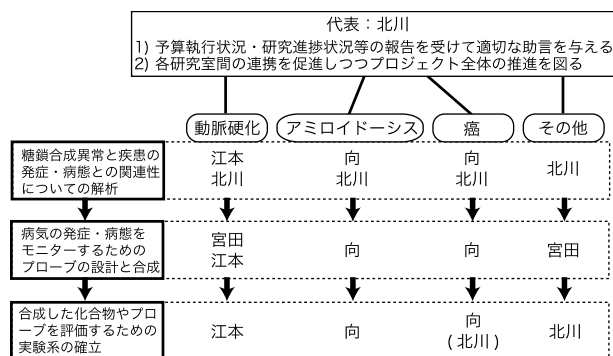 代表：北川
1) 予算執行状況・研究進捗状況等の報告を受けて適切な助言を与える
2) 各研究室間の連携を促進しつつプロジェクト全体の推進を図る
動脈硬化 アミロイドーシス 癌 その他
糖鎖合成異常と疾患の
発症・病態との関連性
についての解析
江本 向 向 北川
北川 北川 北川
病気の発症・病態を
モニターするための
プローブの設計と合成
宮田 向 向 宮田
江本
合成した化合物やプロ
ーブを評価するための
実験系の確立
江本 向 向 北川
(北川)